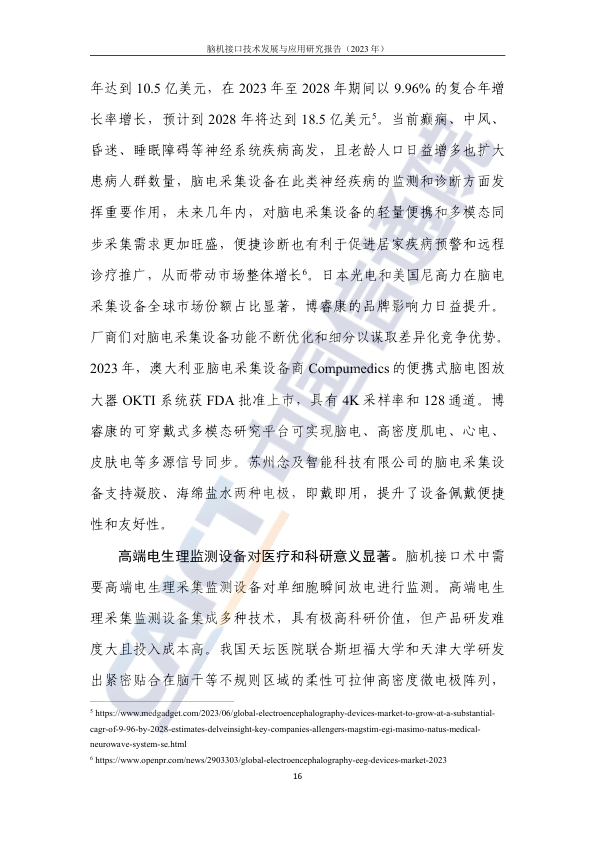 脑机接口技术发展与应用研究报告（2023 年）
年达到 10.5 亿美元，在 2023 年至 2028 年期间以 9.96% 的复合年增
长率增长，预计到 2028 年将达到 18.5 亿美元5。当前癫痫、中风、
昏迷、睡眠障碍等神经系统疾病高发，且老龄人口日益增多也扩大
患病人群数量，脑电采集设备在此类神经疾病的监测和诊断方面发
挥重要作用，未来几年内，对脑电采集设备的轻量便携和多模态同
步采集需求更加旺盛，便捷诊断也有利于促进居家疾病预警和远程
诊疗推广，从而带动市场整体增长6。日本光电和美国尼高力在脑电
采集设备全球市场份额占比显著，博睿康的品牌影响力日益提升。
厂商们对脑电采集设备功能不断优化和细分以谋取差异化竞争优势。
2023 年，澳大利亚脑电采集设备商 Compumedics 的便携式脑电图放
大器 OKTI 系统获 FDA 批准上市，具有 4K 采样率和 128 通道。博
睿康的可穿戴式多模态研究平台可实现脑电、高密度肌电、心电、
皮肤电等多源信号同步。苏州念及智能科技有限公司的脑电采集设
备支持凝胶、海绵盐水两种电极，即戴即用，提升了设备佩戴便捷
性和友好性。
高端电生理监测设备对医疗和科研意义显著。脑机接口术中需
要高端电生理采集监测设备对单细胞瞬间放电进行监测。高端电生
理采集监测设备集成多种技术，具有极高科研价值，但产品研发难
度大且投入成本高。我国天坛医院联合斯坦福大学和天津大学研发
出紧密贴合在脑干等不规则区域的柔性可拉伸高密度微电极阵列，
5 https://www.medgadget.com/2023/06/global-electroencephalography-devices-market-to-grow-at-a-substantial-
cagr-of-9-96-by-2028-estimates-delveinsight-key-companies-allengers-magstim-egi-masimo-natus-medical-
neurowave-system-se.html
6 https://www.openpr.com/news/2903303/global-electroencephalography-eeg-devices-market-2023
16
CAICT 中国信通院